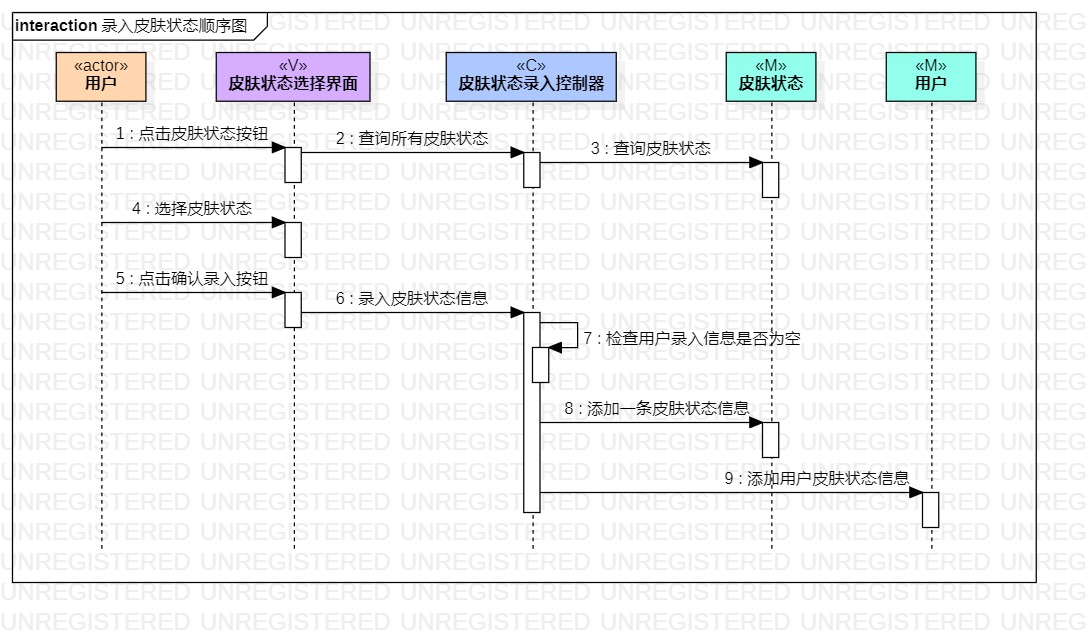 interaction 录入皮肤状态顺序图
«actor»
用户
«V»
皮肤状态选择界面
«C»
皮肤状态录入控制器
«M»
皮肤状态
«M»
用户
1 : 点击皮肤状态按钮
2 : 查询所有皮肤状态
3 : 查询皮肤状态
4 : 选择皮肤状态
5 : 点击确认录入按钮
6 : 录入皮肤状态信息
7 : 检查用户录入信息是否为空
8 : 添加一条皮肤状态信息
9 : 添加用户皮肤状态信息
UNREGISTERED